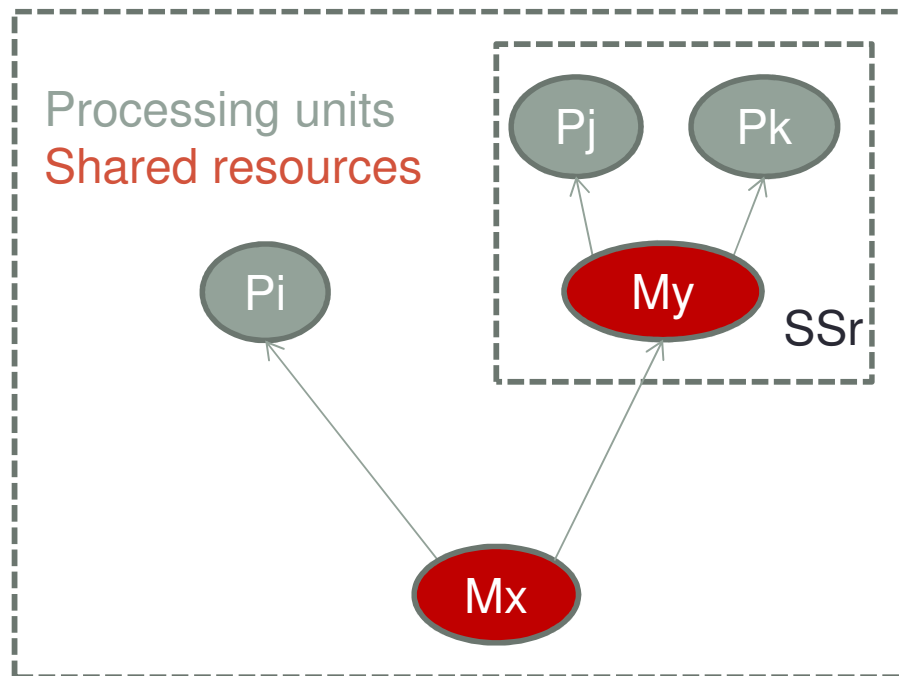 Processing units
Shared resources
Pj
Pk
Pi
My
SSr
Mx